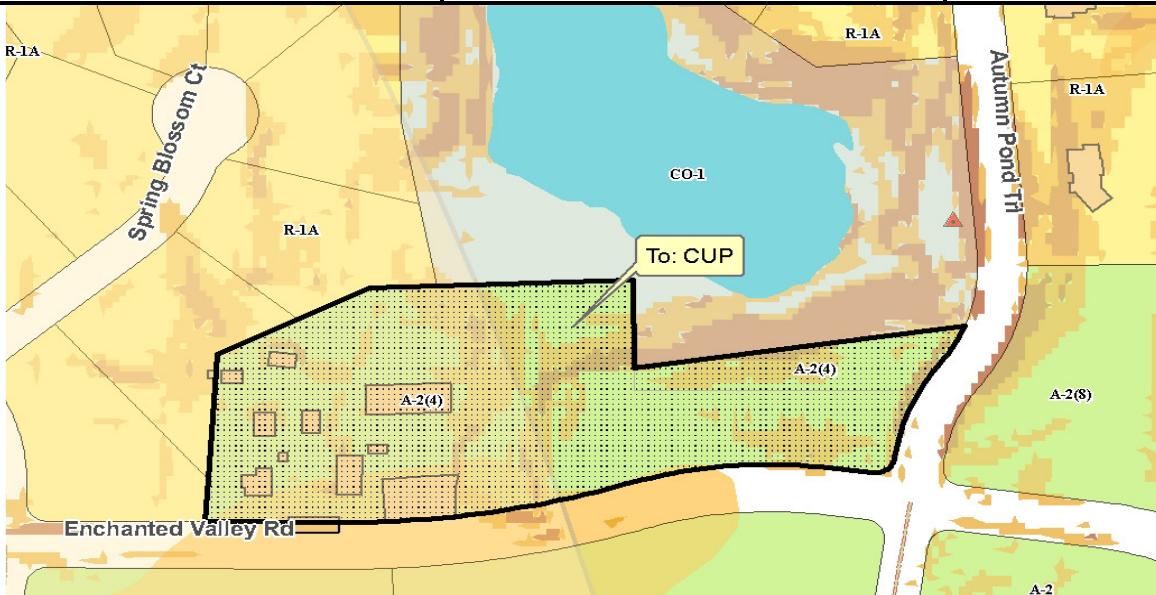 R-1A
R-1A
R-1A
Spring Blossom Ct
Autumn Pond Trl
CO-1
R-1A
To: CUP
A-2(4)
A-2(4)
A-2(8)
Enchanted Valley Rd
A-2